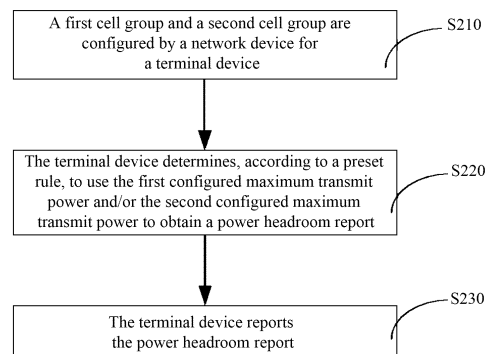 A first cell group and a second cell group are
configured by a network device for
a terminal device
S210
The terminal device determines, according to a preset
rule, to use the first configured maximum transmit
power and/or the second configured maximum
transmit power to obtain a power headroom report
S220
The terminal device reports
the power headroom report
S230